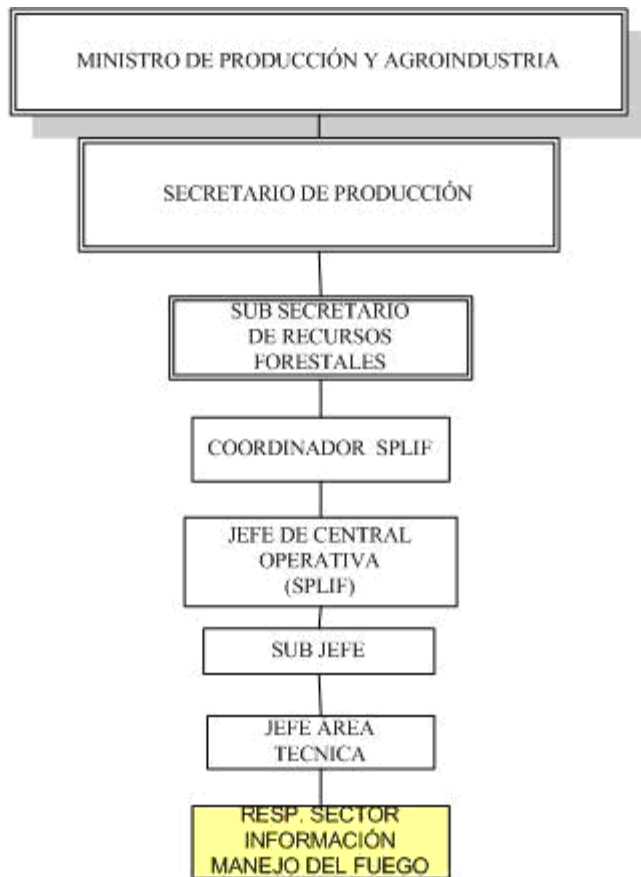 MINISTRO DE PRODUCCIÓN Y AGROINDUSTRIA
SECRETARIO DE PRODUCCIÓN
SUB SECRETARIO
DE RECURSOS
FORESTALES
COORDINADOR SPLIF
JEFE DE CENTRAL
OPERATIVA
(SPLIF)
SUB JEFE
JEFE ÁREA
TECNICA
RESP. SECTOR
INFORMACIÓN
MANEJO DEL FUEGO